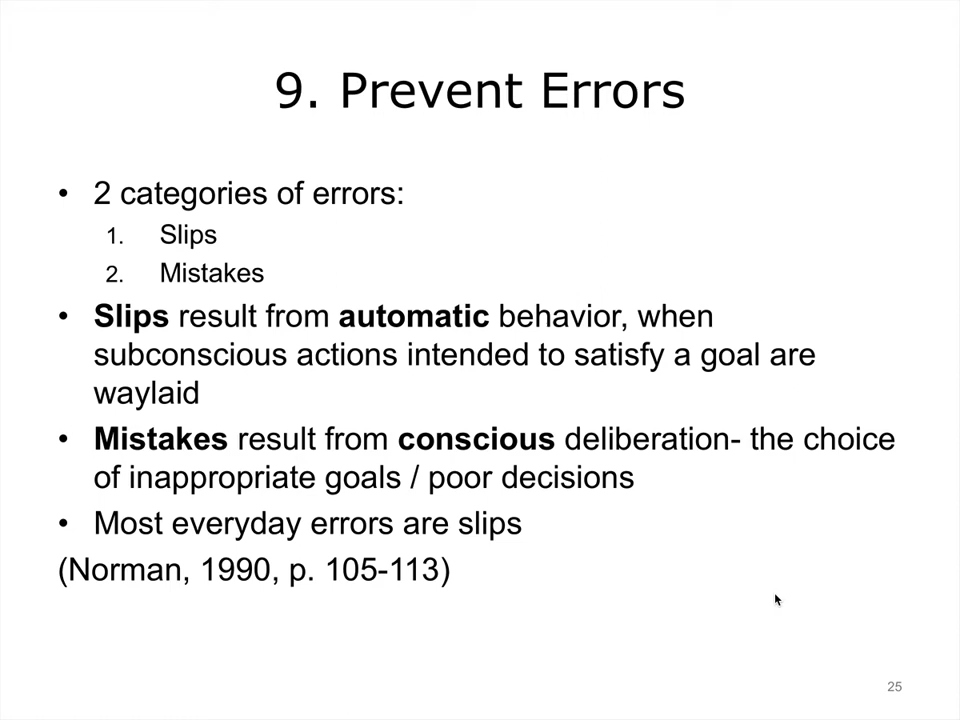 9. Prevent Errors
• 2 categories of errors:
1. Slips
2. Mistakes
• Slips result from automatic behavior, when
subconscious actions intended to satisfy a goal are
waylaid
• Mistakes result from conscious deliberation- the choice
of inappropriate goals / poor decisions
• Most everyday errors are slips
(Norman, 1990, p. 105-113)
25